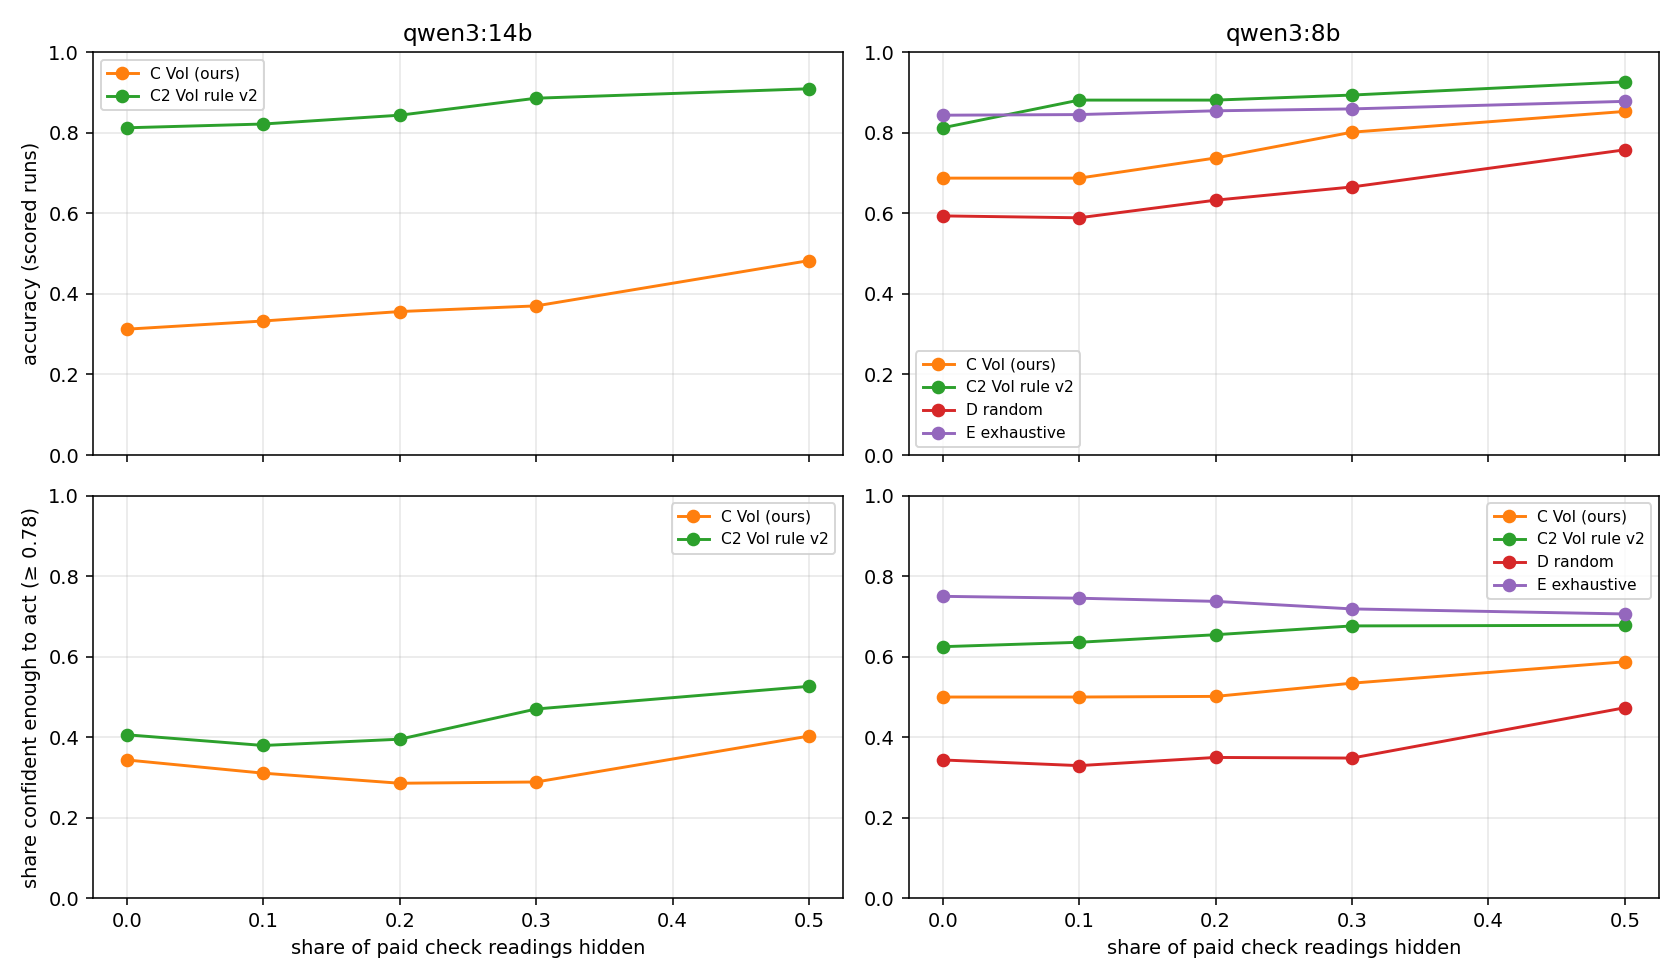 qwen3:14b
qwen3:8b
1.0
0.8
0.6
0.4
0.2
0.0
accuracy (scored runs)
C Vol (ours)
C2 Vol rule v2
1.0
0.8
0.6
0.4
0.2
0.0
C Vol (ours)
C2 Vol rule v2
D random
E exhaustive
1.0
0.8
0.6
0.4
0.2
0.0
share confident enough to act (≥ 0.78)
C Vol (ours)
C2 Vol rule v2
0.0 0.1 0.2 0.3 0.4 0.5
share of paid check readings hidden
1.0
0.8
0.6
0.4
0.2
0.0
C Vol (ours)
C2 Vol rule v2
D random
E exhaustive
0.0 0.1 0.2 0.3 0.4 0.5
share of paid check readings hidden